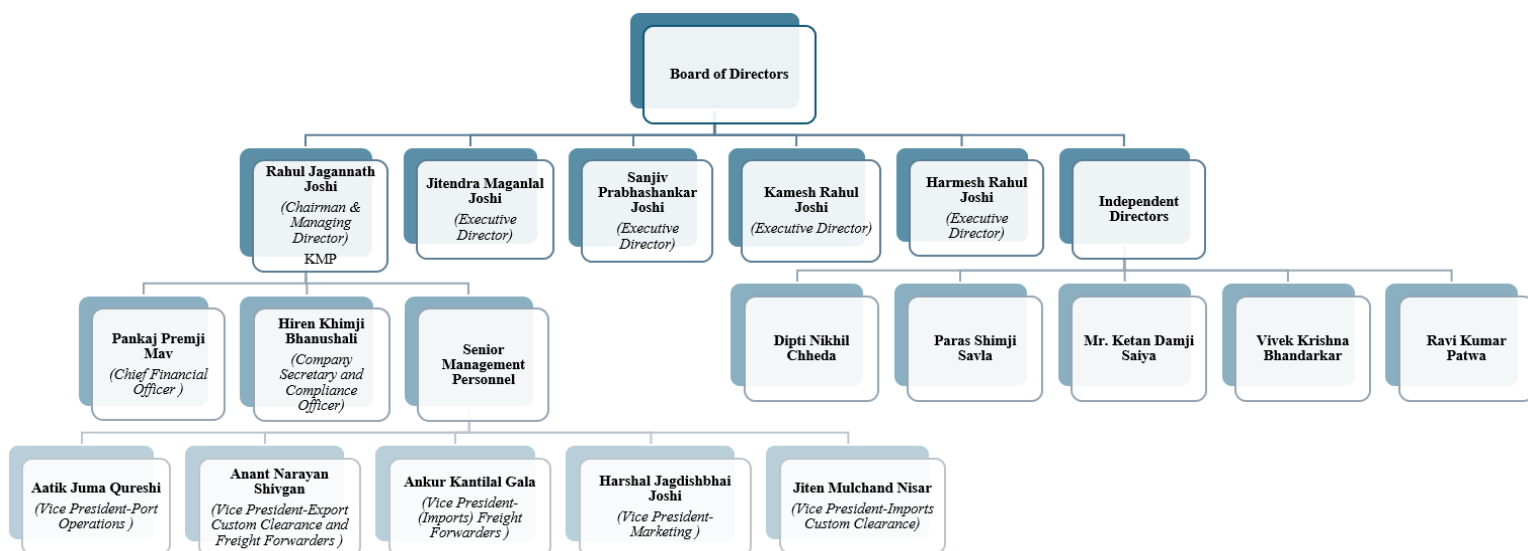 Board of Directors
Rahul Jagannath
Joshi
(Chairman &
Managing
Director)
KMP
Jitendra Maganlal
Joshi
(Executive
Director)
Sanjiv
Prabhashankar
Joshi
(Executive
Director)
Kamesh Rahul
Joshi
(Executive Director)
Harmesh Rahul
Joshi
(Executive
Director)
Independent
Directors
Pankaj Premji
Mav
(Chief Financial
Officer )
Hiren Khimji
Bhanushali
(Company
Secretary and
Compliance
Officer)
Senior
Management
Personnel
Dipti Nikhil
Chheda
Paras Shimji
Savla
Mr. Ketan Damji
Saiya
Vivek Krishna
Bhandarkar
Ravi Kumar
Patwa
Aatik Juma Qureshi
(Vice President-Port
Operations )
Anant Narayan
Shivgan
(Vice President-Export
Custom Clearance and
Freight Forwarders )
Ankur Kantilal Gala
(Vice President-
(Imports) Freight
Forwarders )
Harshal Jagdishbhai
Joshi
(Vice President-
Marketing )
Jiten Mulchand Nisar
(Vice President-Imports
Custom Clearance)